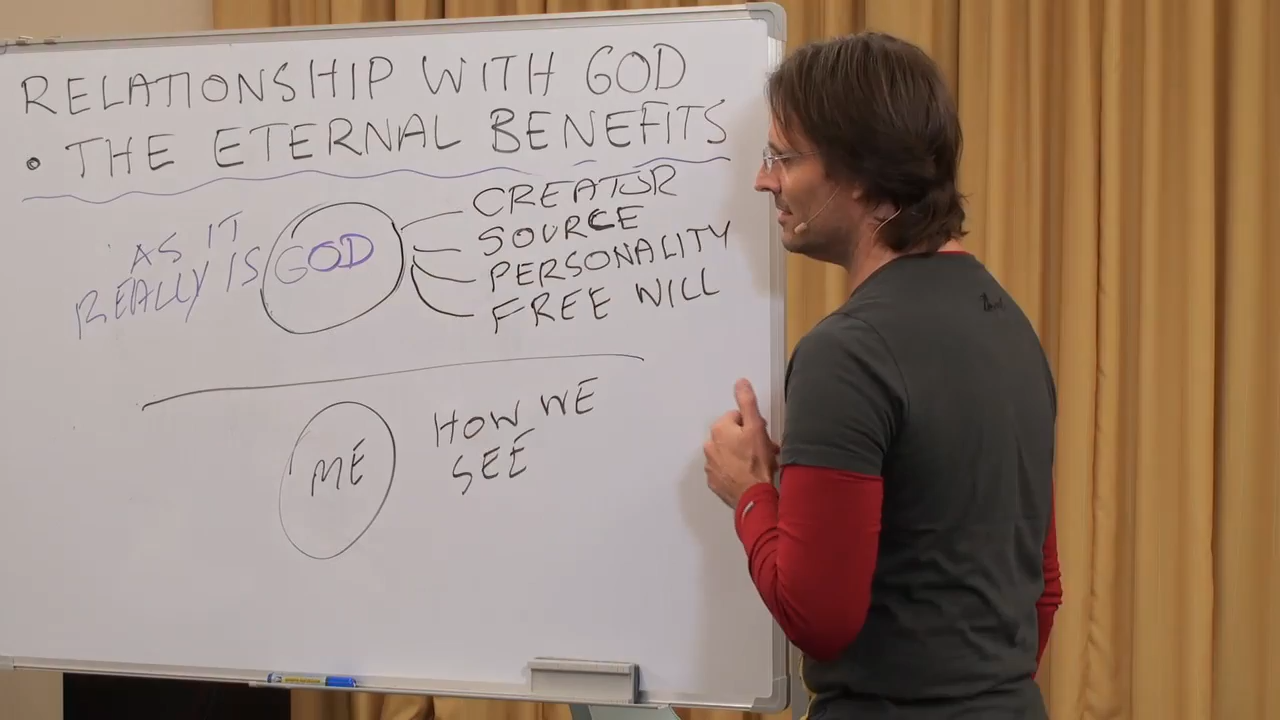 RELATIONSHIP WITH GOD
• THE ETERNAL BENEFITS
AS IT
REALLY IS
GOD
CREATOR
SOURCE
PERSONALITY
FREE WILL
ME
HOW WE
SEE